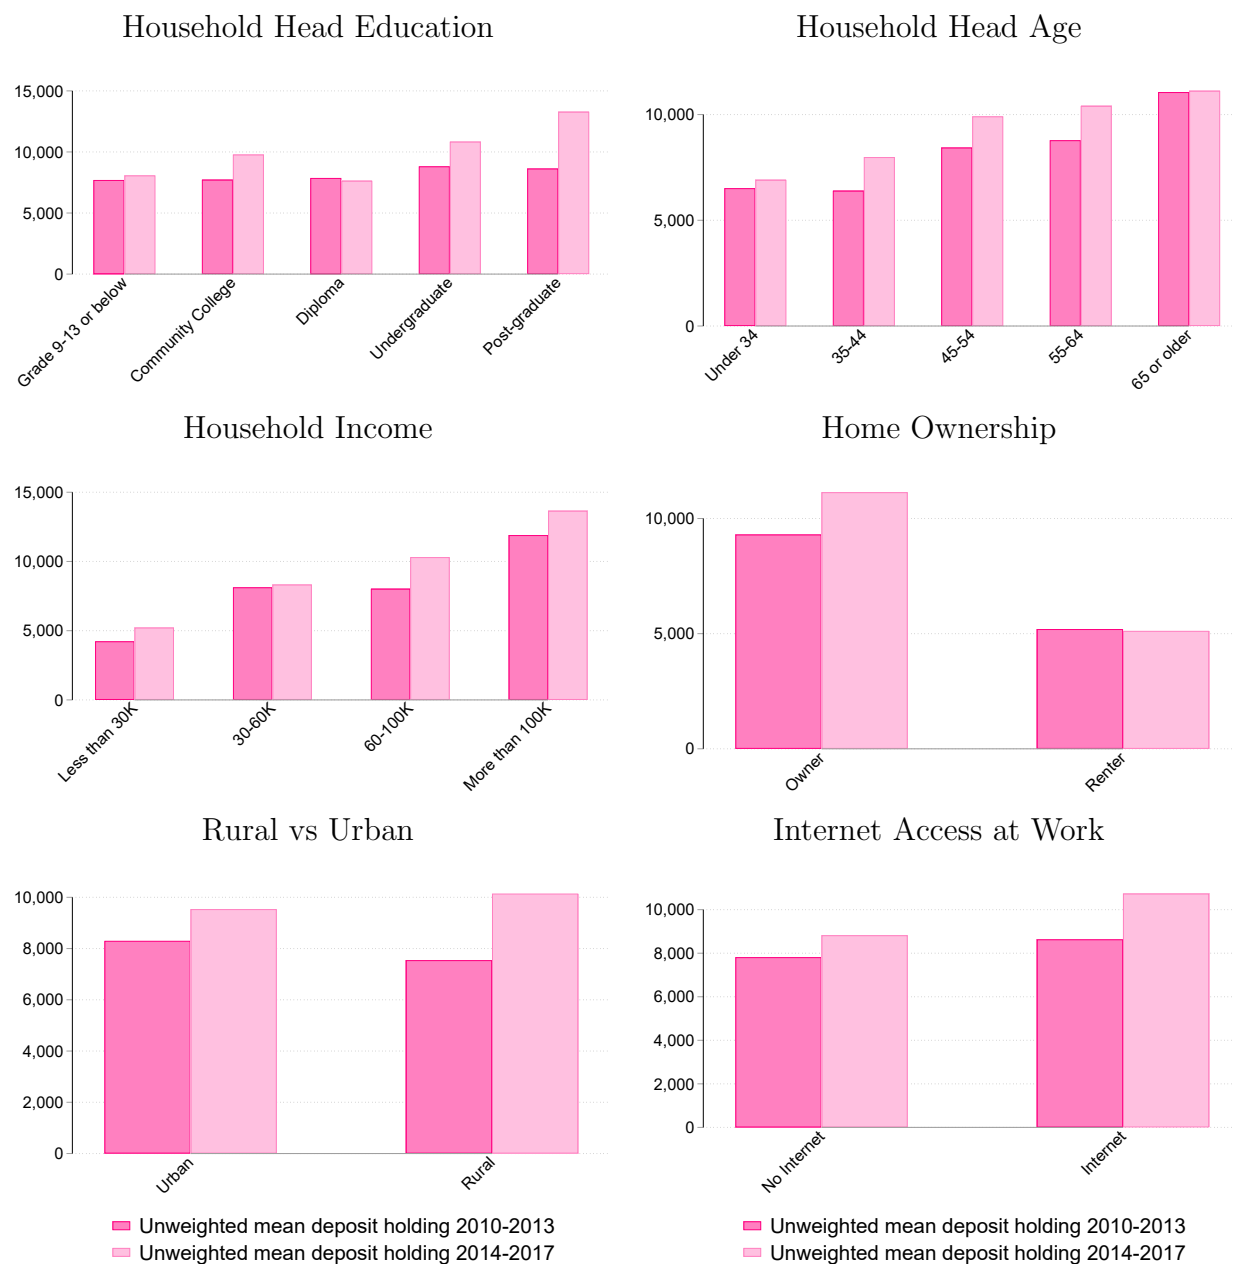 Household Head Education
15,000
10,000
5,000
0
Grade 9-13 or below
Community College
Diploma
Undergraduate
Post-graduate
Household Head Age
10,000
5,000
0
Under 34
35-44
45-54
55-64
65 or older
Household Income
15,000
10,000
5,000
0
Less than 30K
30-60K
60-100K
More than 100K
Home Ownership
10,000
5,000
0
Owner
Renter
Rural vs Urban
10,000
8,000
6,000
4,000
2,000
0
Urban
Rural
Unweighted mean deposit holding 2010-2013
Unweighted mean deposit holding 2014-2017
Internet Access at Work
10,000
8,000
6,000
4,000
2,000
0
No Internet
Internet
Unweighted mean deposit holding 2010-2013
Unweighted mean deposit holding 2014-2017